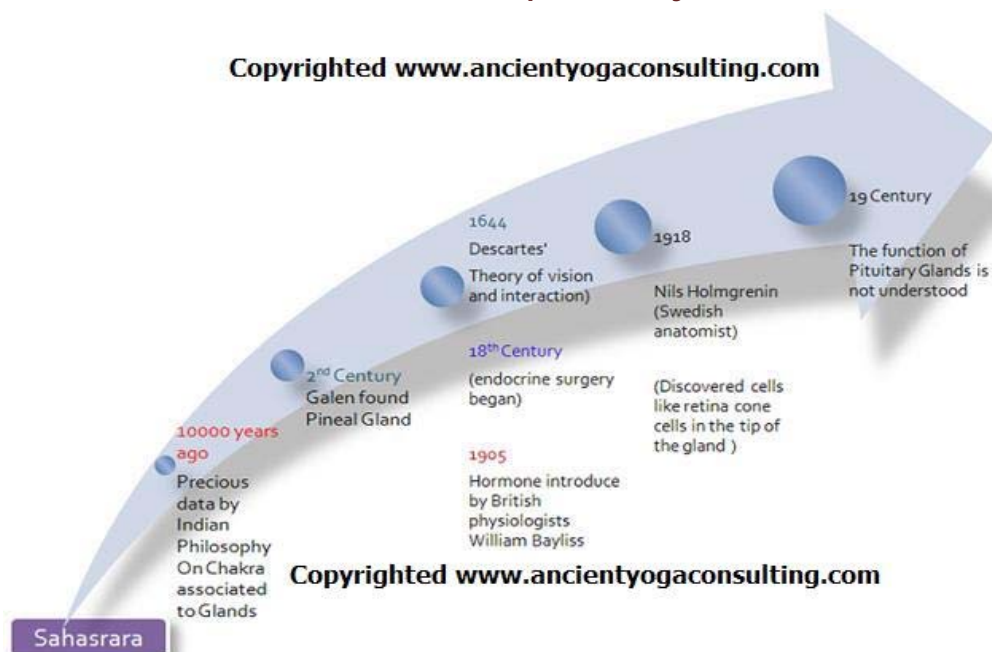 Copyrighted www.ancientyogaconsulting.com
19 Century
The function of
Pituitary Glands is
not understood
1918
Nils Holmgrenin
(Swedish
anatomist)
(Discovered cells
like retina cone
cells in the tip of
the gland )
1644
Descartes'
Theory of vision
and interaction)
18th Century
(endocrine surgery
began)
1905
Hormone introduce
by British
physiologists
William Bayliss
2nd Century
Galen found
Pineal Gland
10000 years
ago
Precious
data by
Indian
Philosophy
On Chakra
associated
to Glands
Copyrighted www.ancientyogaconsulting.com
Sahasrara